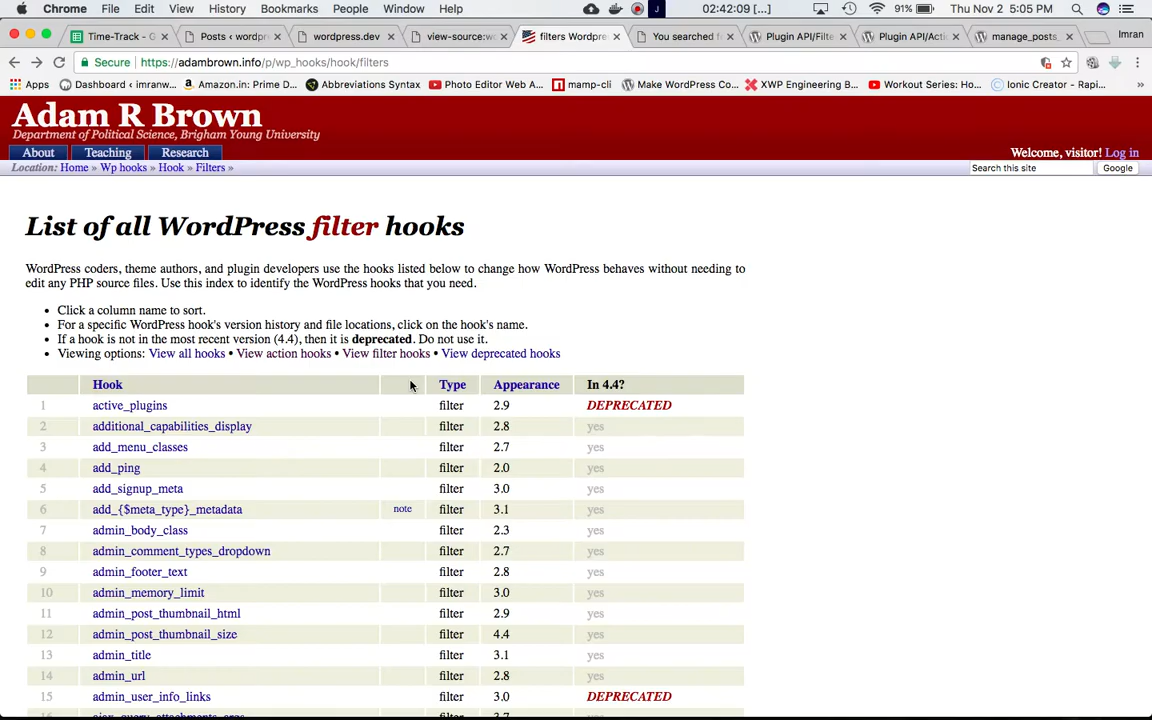 Chrome File Edit View History Bookmarks People Window Help 02:42:09 [...] 91% Thu Nov 2 5:05 PM
Time-Track - G Posts ‹ wordpr wordpress.dev view-source:wo filters Wordpre You searched f Plugin API/Filte Plugin API/Acti manage_posts_ Imran
Secure https://adambrown.info/p/wp_hooks/hook/filters
Apps Dashboard ‹ imranw... Amazon.in: Prime D... Abbreviations Syntax Photo Editor Web A... mamp-cli Make WordPress Co... XWP Engineering B... Workout Series: Ho... Ionic Creator - Rapi... »
Adam R Brown
Department of Political Science, Brigham Young University
About Teaching Research Welcome, visitor! Log in
Location: Home » Wp hooks » Hook » Filters » Search this site Google
List of all WordPress filter hooks
WordPress coders, theme authors, and plugin developers use the hooks listed below to change how WordPress behaves without needing to
edit any PHP source files. Use this index to identify the WordPress hooks that you need.
• Click a column name to sort.
• For a specific WordPress hook's version history and file locations, click on the hook's name.
• If a hook is not in the most recent version (4.4), then it is deprecated. Do not use it.
• Viewing options: View all hooks • View action hooks • View filter hooks • View deprecated hooks
Hook Type Appearance In 4.4?
1 active_plugins filter 2.9 DEPRECATED
2 additional_capabilities_display filter 2.8 yes
3 add_menu_classes filter 2.7 yes
4 add_ping filter 2.0 yes
5 add_signup_meta filter 3.0 yes
6 add_{$meta_type}_metadata note filter 3.1 yes
7 admin_body_class filter 2.3 yes
8 admin_comment_types_dropdown filter 2.7 yes
9 admin_footer_text filter 2.8 yes
10 admin_memory_limit filter 3.0 yes
11 admin_post_thumbnail_html filter 2.9 yes
12 admin_post_thumbnail_size filter 4.4 yes
13 admin_title filter 3.1 yes
14 admin_url filter 2.8 yes
15 admin_user_info_links filter 3.0 DEPRECATED